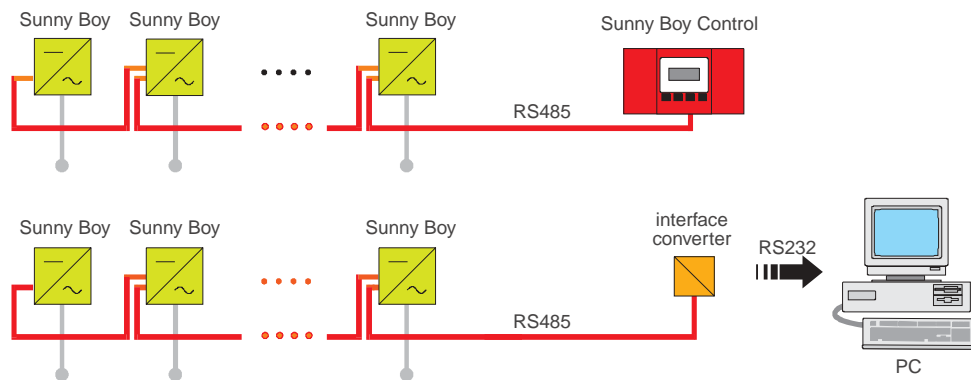 Sunny Boy
Sunny Boy
Sunny Boy
Sunny Boy Control
RS485
Sunny Boy
Sunny Boy
Sunny Boy
interface
converter
RS232
RS485
PC